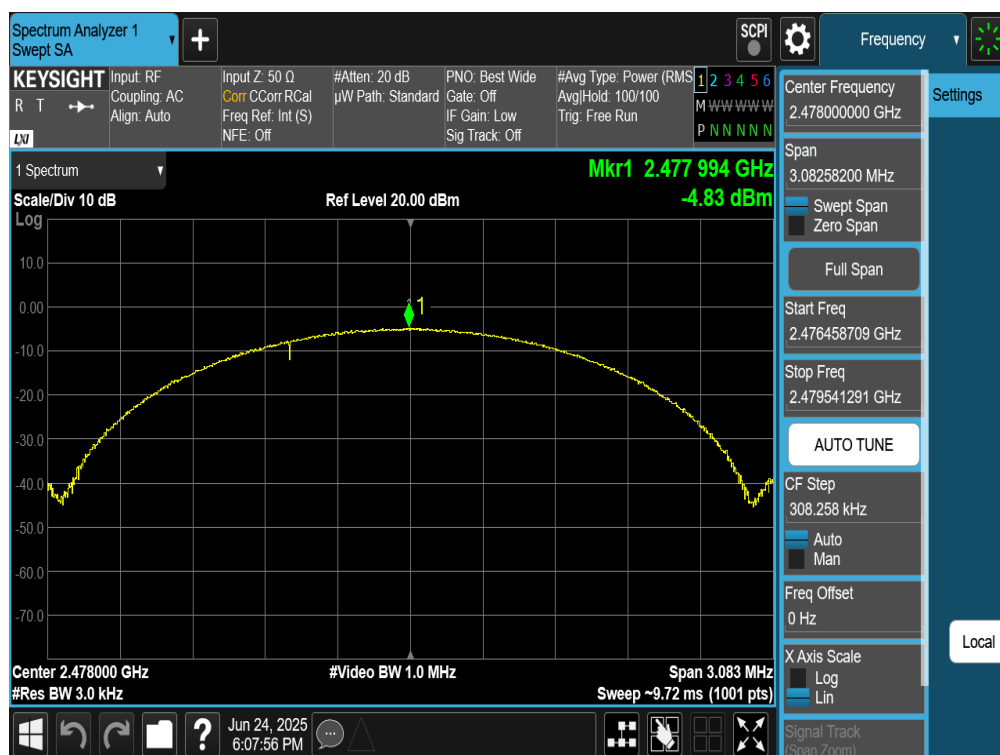 Spectrum Analyzer 1
Swept SA
+
SCPI
Frequency
KEYSIGHT
R T
LXI
Input: RF
Coupling: AC
Align: Auto
Input Z: 50 Ω
Corr CCorr RCal
Freq Ref: Int (S)
NFE: Off
#Atten: 20 dB
µW Path: Standard
PNO: Best Wide
Gate: Off
IF Gain: Low
Sig Track: Off
#Avg Type: Power (RMS
Avg|Hold: 100/100
Trig: Free Run
1 2 3 4 5 6
M W W W W W
P N N N N N
1 Spectrum
Mkr1 2.477 994 GHz
-4.83 dBm
Scale/Div 10 dB
Ref Level 20.00 dBm
Log
10.0
0.00
1
-10.0
-20.0
-30.0
-40.0
-50.0
-60.0
-70.0
Center 2.478000 GHz
#Video BW 1.0 MHz
Span 3.083 MHz
#Res BW 3.0 kHz
Sweep ~9.72 ms (1001 pts)
Center Frequency
2.478000000 GHz
Settings
Span
3.08258200 MHz
Swept Span
Zero Span
Full Span
Start Freq
2.476458709 GHz
Stop Freq
2.479541291 GHz
AUTO TUNE
CF Step
308.258 kHz
Auto
Man
Freq Offset
0 Hz
Local
X Axis Scale
Log
Lin
Signal Track
(Span Zoom)
?
Jun 24, 2025
6:07:56 PM